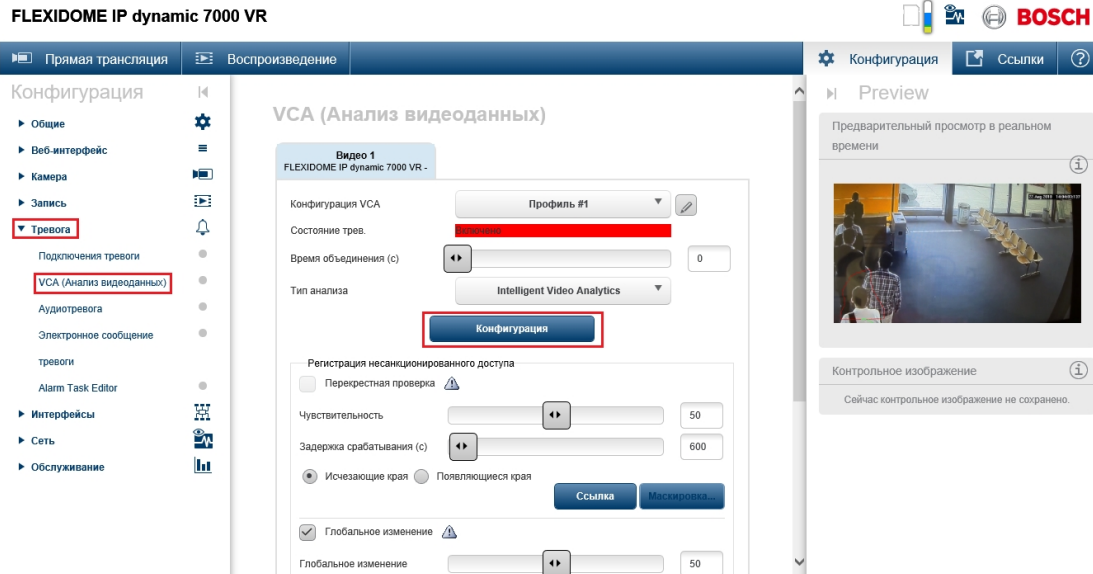 FLEXIDOME IP dynamic 7000 VR
BOSCH
Прямая трансляция
Воспроизведение
Конфигурация
Ссылки
Конфигурация
Общие
Веб-интерфейс
Камера
Запись
Тревога
Подключения тревоги
VCA (Анализ видеоданных)
Аудиотревога
Электронное сообщение
тревоги
Alarm Task Editor
Интерфейсы
Сеть
Обслуживание
VCA (Анализ видеоданных)
Видео 1
FLEXIDOME IP dynamic 7000 VR -
Конфигурация VCA
Профиль #1
Состояние трев.
Включено
Время объединения (с)
0
Тип анализа
Intelligent Video Analytics
Конфигурация
Регистрация несанкционированного доступа
Перекрестная проверка
Чувствительность
50
Задержка срабатывания (с)
600
Исчезающие края
Появляющиеся края
Ссылка
Маскировка...
Глобальное изменение
Глобальное изменение
50
Preview
Предварительный просмотр в реальном
времени
Контрольное изображение
Сейчас контрольное изображение не сохранено.